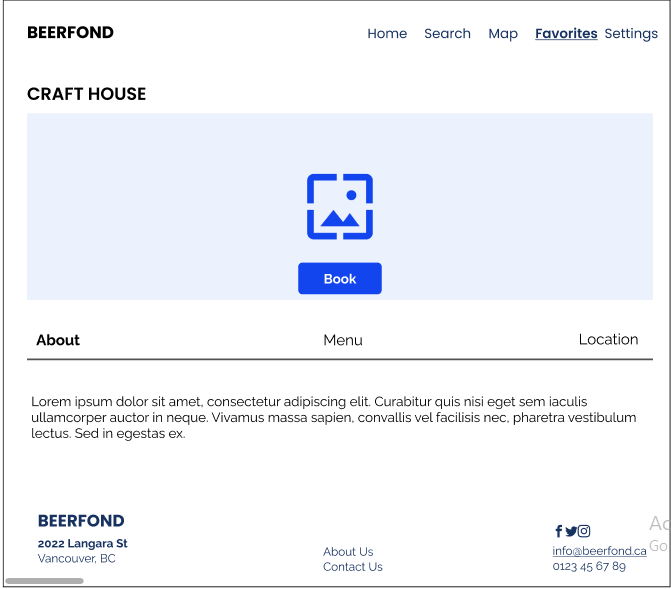 BEERFOND
Home Search Map Favorites Settings
CRAFT HOUSE
Book
About Menu Location
Lorem ipsum dolor sit amet, consectetur adipiscing elit. Curabitur quis nisi eget sem iaculis
ullamcorper auctor in neque. Vivamus massa sapien, convallis vel facilisis nec, pharetra vestibulum
lectus. Sed in egestas ex.
BEERFOND
2022 Langara St
Vancouver, BC
About Us
Contact Us
info@beerfond.ca
0123 45 67 89
Go